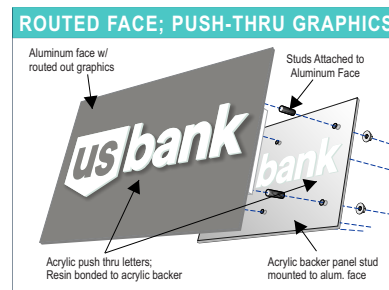 ROUTED FACE; PUSH-THRU GRAPHICS
Aluminum face w/
routed out graphics
Studs Attached to
Aluminum Face
usbank
bank
Acrylic push thru letters;
Resin bonded to acrylic backer
Acrylic backer panel stud
mounted to alum. face